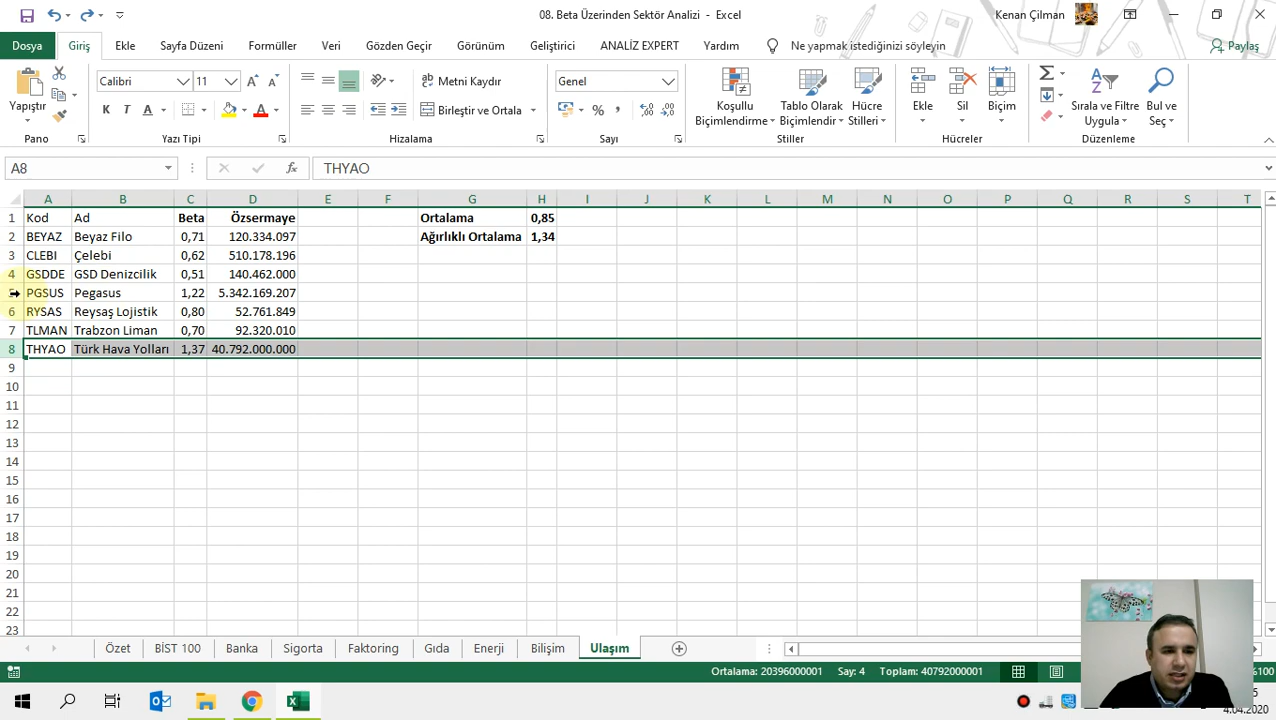 08. Beta Üzerinden Sektör Analizi - Excel
Kenan Çilman
Dosya Giriş Ekle Sayfa Düzeni Formüller Veri Gözden Geçir Görünüm Geliştirici ANALİZ EXPERT Yardım Ne yapmak istediğinizi söyleyin Paylaş
Yapıştır
Calibri 11
K T A
Metni Kaydır
Birleştir ve Ortala
Genel
Koşullu Biçimlendirme
Tablo Olarak Biçimlendir
Hücre Stilleri
Ekle Sil Biçim
Sırala ve Filtre Uygula
Bul ve Seç
Pano Yazı Tipi Hizalama Sayı Stiller Hücreler Düzenleme
A8 fx THYAO
A B C D E F G H I J K L M N O P Q R S T
1 Kod Ad Beta Özsermaye Ortalama 0,85
2 BEYAZ Beyaz Filo 0,71 120.334.097 Ağırlıklı Ortalama 1,34
3 CLEBI Çelebi 0,62 510.178.196
4 GSDDE GSD Denizcilik 0,51 140.462.000
PGSUS Pegasus 1,22 5.342.169.207
6 RYSAS Reysaş Lojistik 0,80 52.761.849
7 TLMAN Trabzon Liman 0,70 92.320.010
8 THYAO Türk Hava Yolları 1,37 40.792.000.000
9
10
11
12
13
14
15
16
17
18
19
20
21
22
23
Özet BİST 100 Banka Sigorta Faktoring Gıda Enerji Bilişim Ulaşım
Ortalama: 20396000001 Say: 4 Toplam: 40792000001 %100
4.04.2020